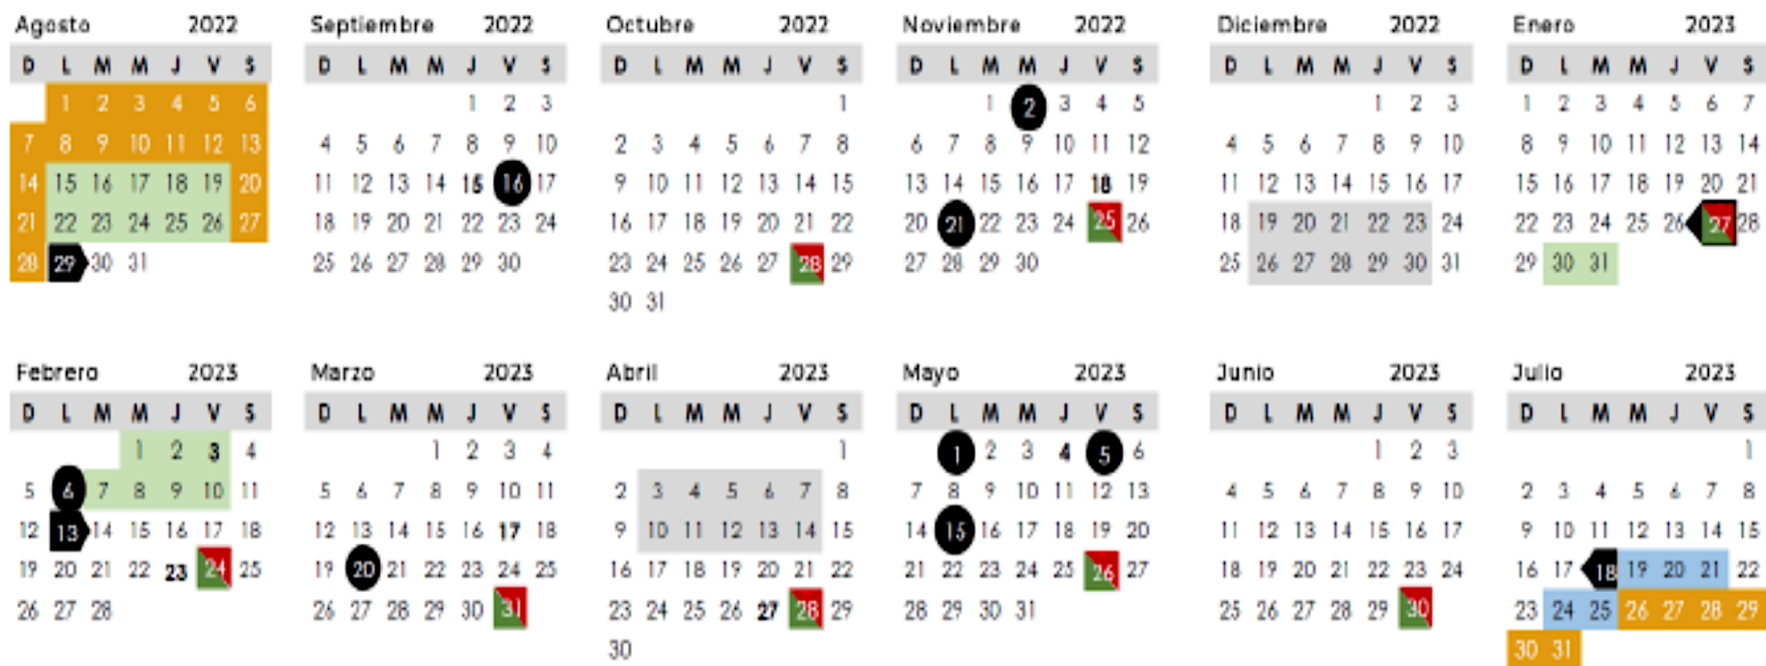 Agosto 2022 Septiembre 2022 Octubre 2022 Noviembre 2022 Diciembre 2022 Enero 2023
D L M M J V S D L M M J V S D L M M J V S D L M M J V S D L M M J V S D L M M J V S
1 2 3 4 5 6 1 2 3 1 1 2 3 4 5 1 2 3 1 2 3 4 5 6 7
7 8 9 10 11 12 13 4 5 6 7 8 9 10 2 3 4 5 6 7 8 6 7 8 9 10 11 12 4 5 6 7 8 9 10 8 9 10 11 12 13 14
14 15 16 17 18 19 20 11 12 13 14 15 16 17 9 10 11 12 13 14 15 13 14 15 16 17 18 19 11 12 13 14 15 16 17 15 16 17 18 19 20 21
21 22 23 24 25 26 27 18 19 20 21 22 23 24 16 17 18 19 20 21 22 20 21 22 23 24 25 26 18 19 20 21 22 23 24 22 23 24 25 26 27 28
28 29 30 31 25 26 27 28 29 30 23 24 25 26 27 28 29 27 28 29 30 25 26 27 28 29 30 31 29 30 31
30 31
Febrero 2023 Marzo 2023 Abril 2023 Mayo 2023 Junio 2023 Julio 2023
D L M M J V S D L M M J V S D L M M J V S D L M M J V S D L M M J V S D L M M J V S
1 2 3 4 1 2 3 4 1 1 2 3 4 5 6 1 2 3 1
5 6 7 8 9 10 11 5 6 7 8 9 10 11 2 3 4 5 6 7 8 7 8 9 10 11 12 13 4 5 6 7 8 9 10 2 3 4 5 6 7 8
12 13 14 15 16 17 18 12 13 14 15 16 17 18 9 10 11 12 13 14 15 14 15 16 17 18 19 20 11 12 13 14 15 16 17 9 10 11 12 13 14 15
19 20 21 22 23 24 25 19 20 21 22 23 24 25 16 17 18 19 20 21 22 21 22 23 24 25 26 27 18 19 20 21 22 23 24 16 17 18 19 20 21 22
26 27 28 26 27 28 29 30 31 23 24 25 26 27 28 29 28 29 30 31 25 26 27 28 29 30 23 24 25 26 27 28 29
30 30 31